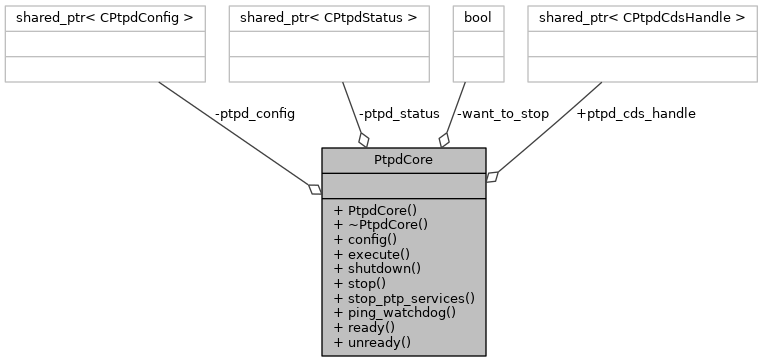 shared_ptr< CPtpdConfig >
shared_ptr< CPtpdStatus >
bool
shared_ptr< CPtpdCdsHandle >
-ptpd_config
-ptpd_status
-want_to_stop
+ptpd_cds_handle
PtpdCore
+ PtpdCore()
+ ~PtpdCore()
+ config()
+ execute()
+ shutdown()
+ stop()
+ stop_ptp_services()
+ ping_watchdog()
+ ready()
+ unready()